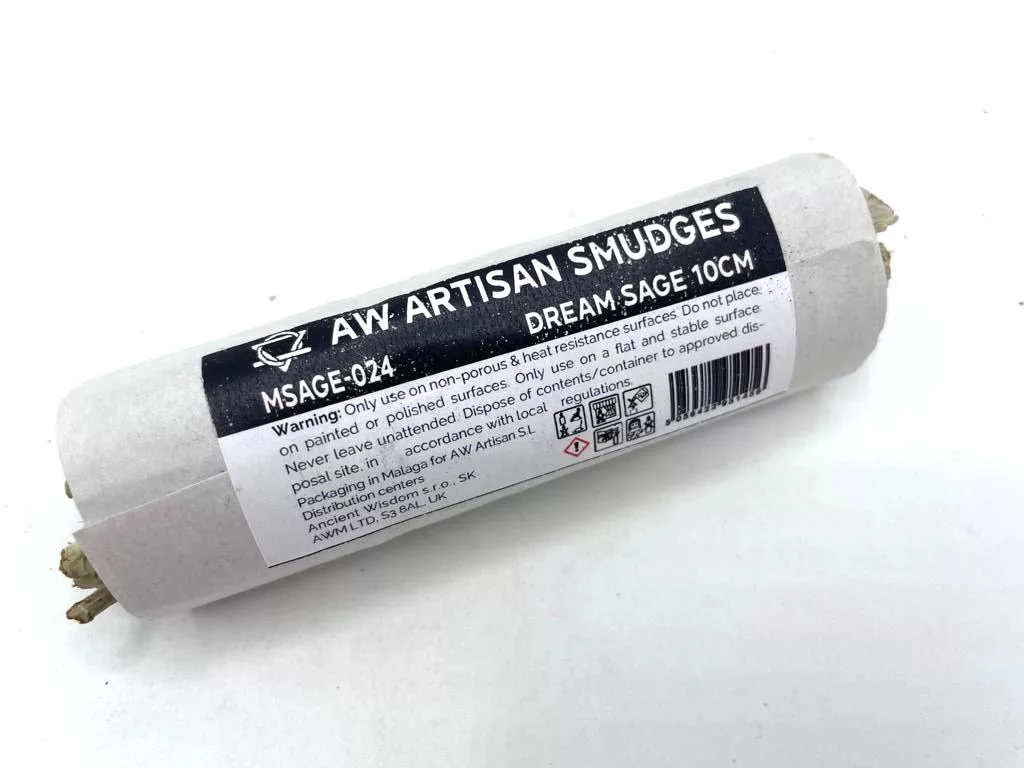 AW ARTISAN SMUDGES
DREAM SAGE 10CM
MSAGE-024
Warning: Only use on non-porous & heat resistance surfaces. Do not place
on painted or polished surfaces. Only use on a flat and stable surface.
Never leave unattended. Dispose of contents/container to approved dis-
posal site, in accordance with local regulations.
Packaging in Malaga for AW Artisan S.L
Distribution centers
Ancient Wisdom s.r.o., SK
AWM LTD, S3 8AL, UK